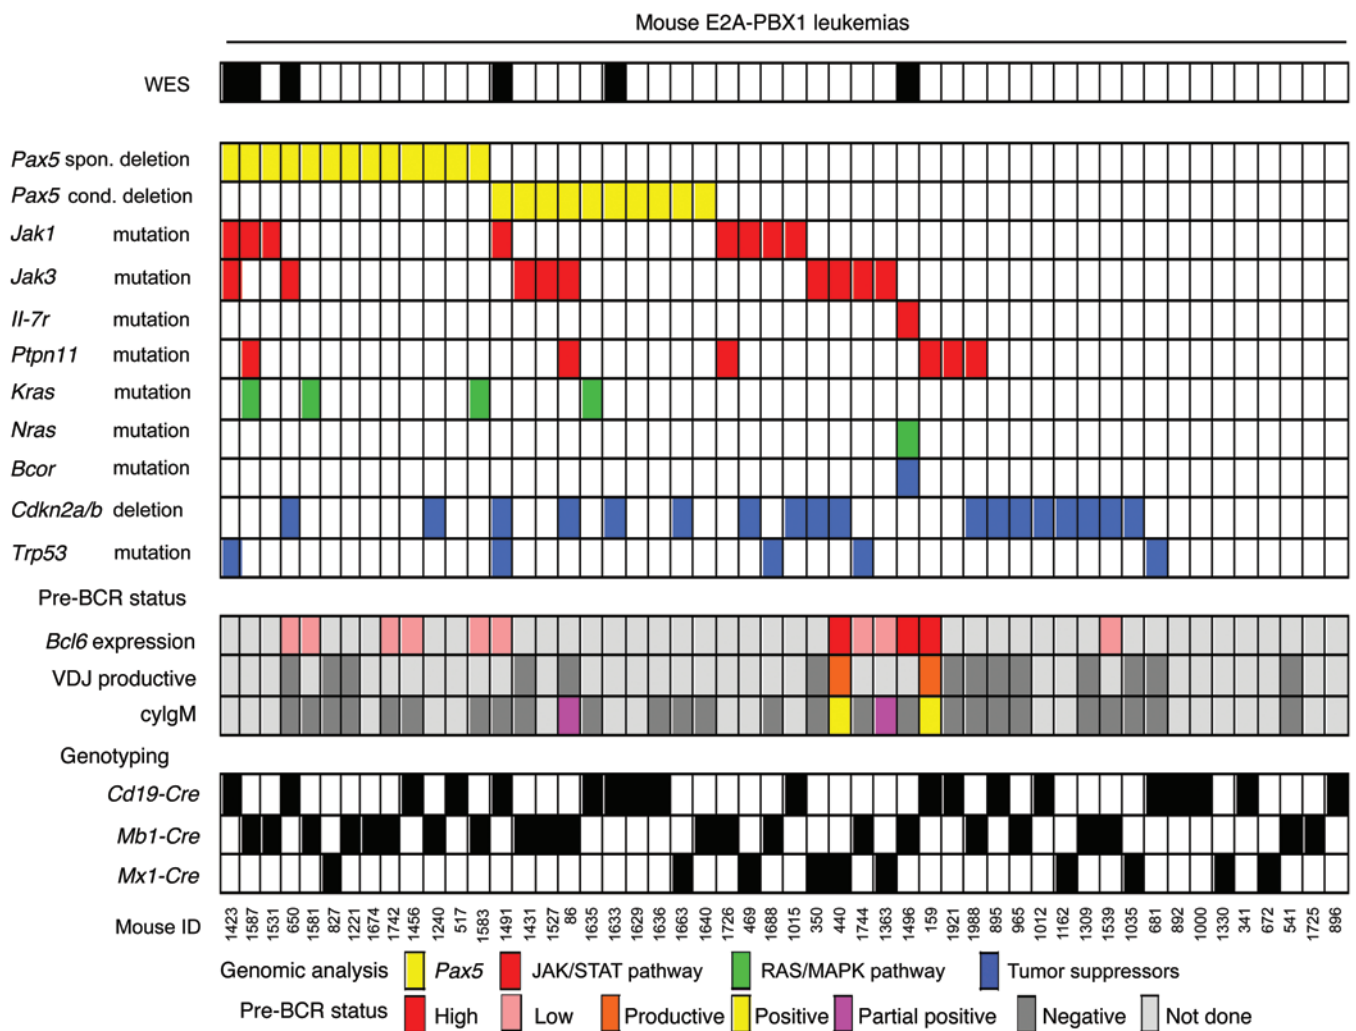 Mouse E2A-PBX1 leukemias
WES
Pax5 spon. deletion
Pax5 cond. deletion
Jak1 mutation
Jak3 mutation
Il-7r mutation
Ptpn11 mutation
Kras mutation
Nras mutation
Bcor mutation
Cdkn2a/b deletion
Trp53 mutation
Pre-BCR status
Bcl6 expression
VDJ productive
cyIgM
Genotyping
Cd19-Cre
Mb1-Cre
Mx1-Cre
Mouse ID 1423 1587 1531 650 1581 827 1221 1674 1742 1456 1240 517 1583 1491 1431 1527 86 1635 1633 1629 1636 1663 1640 1726 469 1688 1015 350 440 1744 1363 1496 159 1921 1988 895 965 1012 1162 1309 1539 1035 681 892 1000 1330 341 672 541 1725 896
Genomic analysis Pax5 JAK/STAT pathway RAS/MAPK pathway Tumor suppressors
Pre-BCR status High Low Productive Positive Partial positive Negative Not done